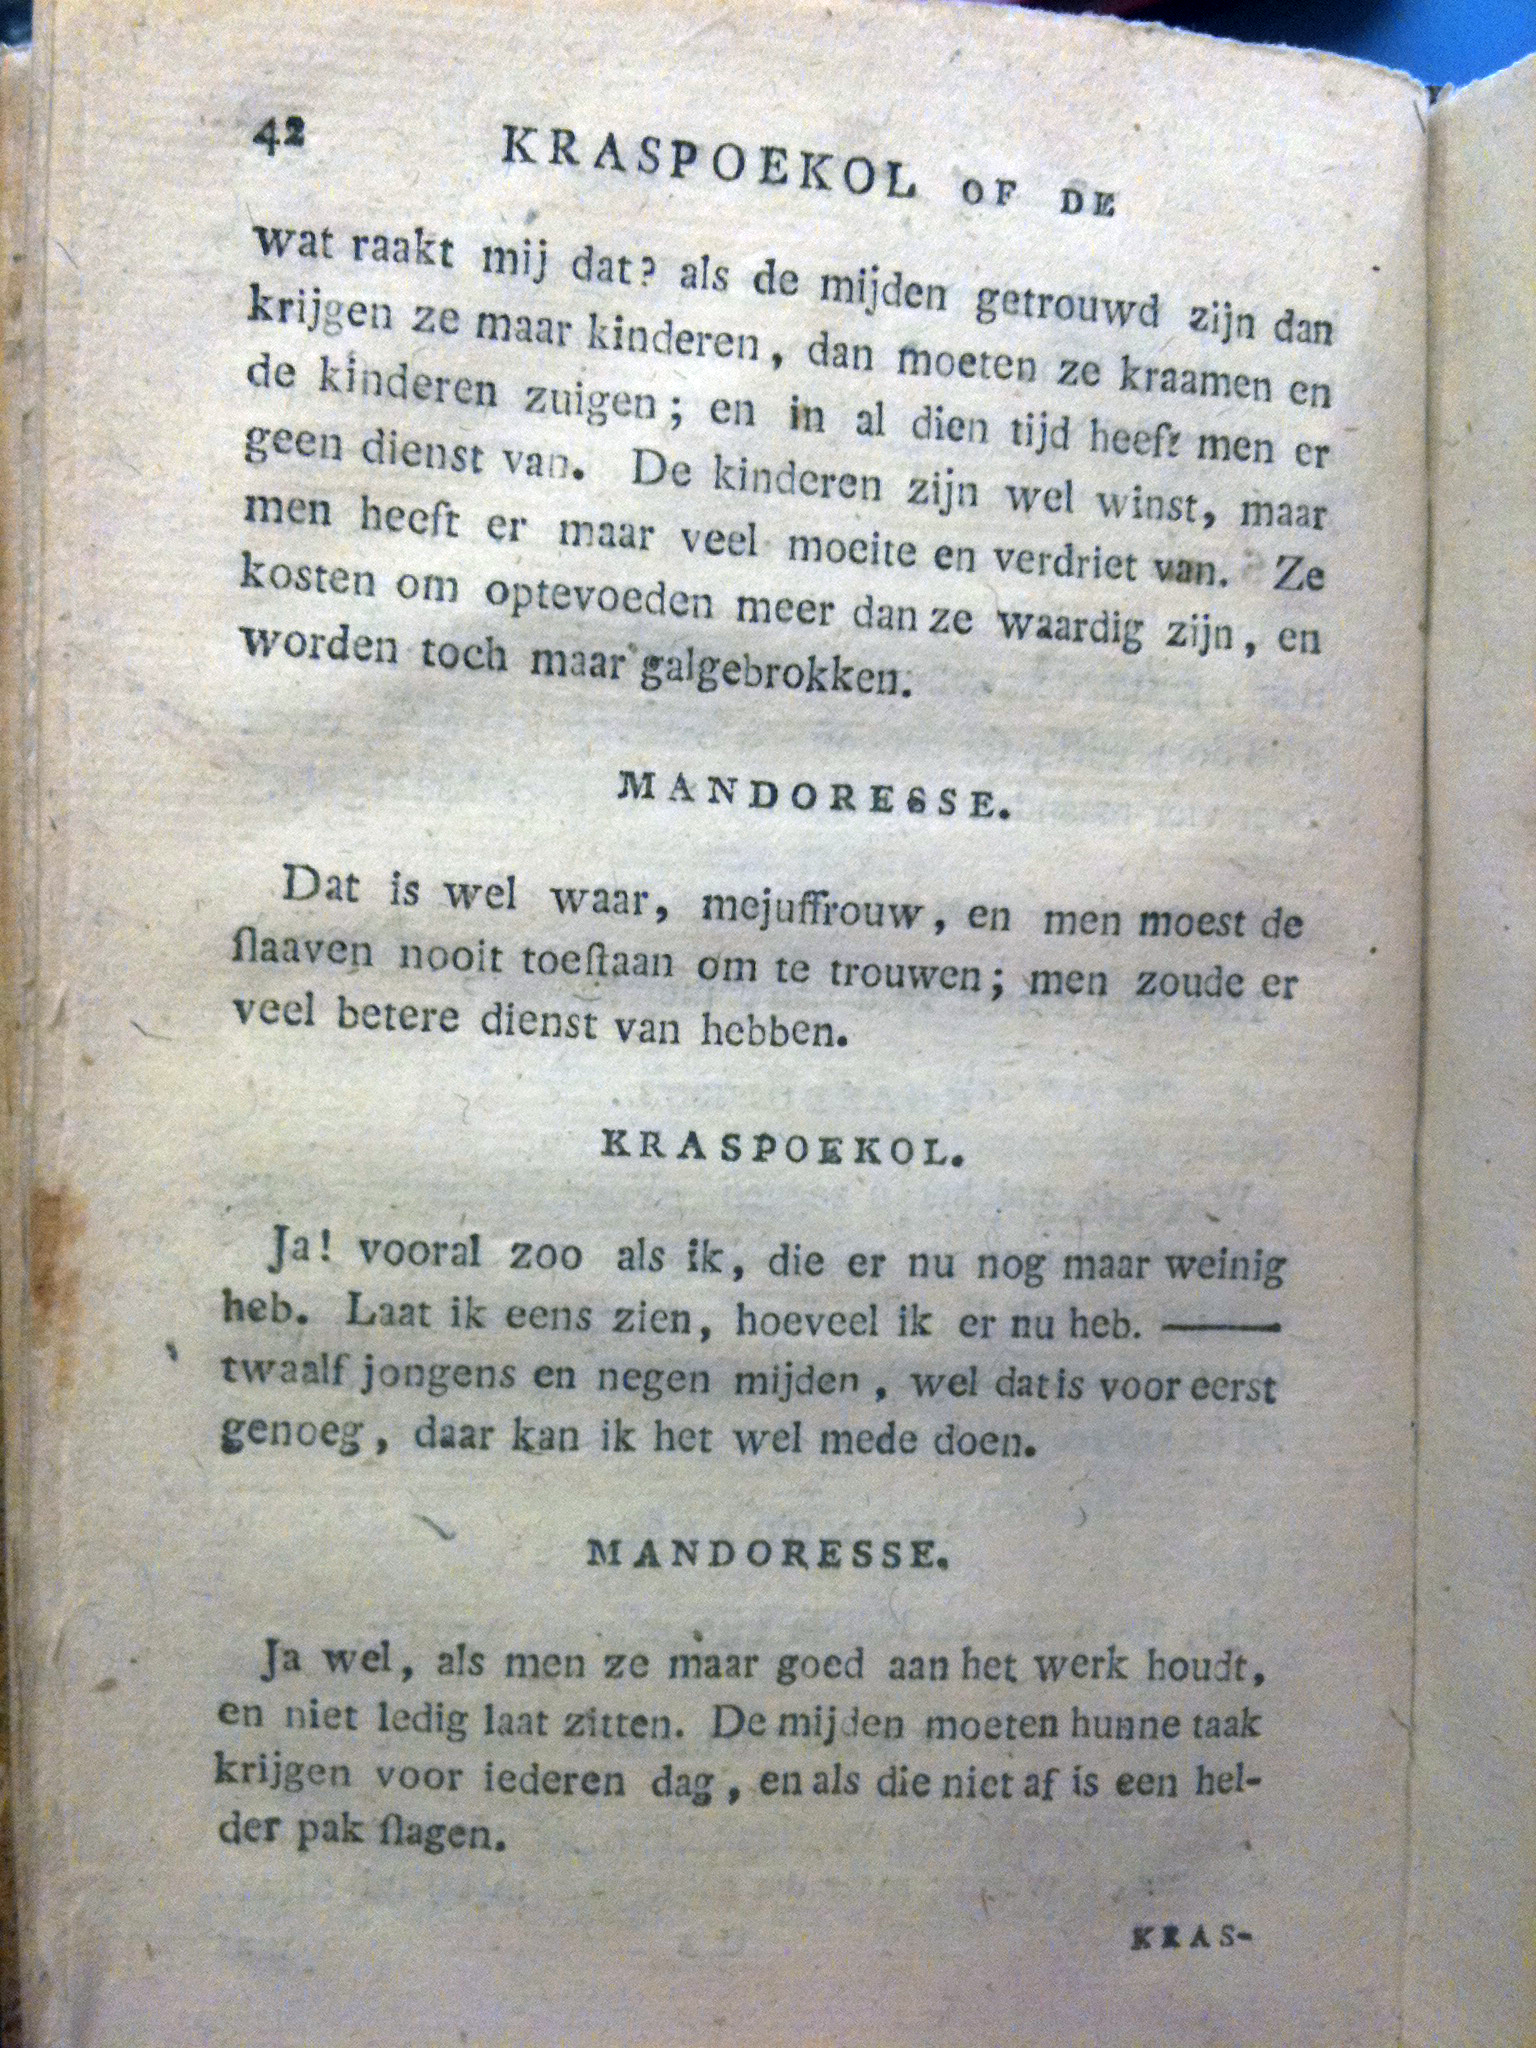 42 KRASPOEKOL OF DE
wat raakt mij dat? als de mijden getrouwd zijn dan
krijgen ze maar kinderen, dan moeten ze kraamen en
de kinderen zuigen; en in al dien tijd heeft men er
geen dienst van. De kinderen zijn wel winst, maar
men heeft er maar veel moeite en verdriet van. Ze
kosten om optevoeden meer dan ze waardig zijn, en
worden toch maar galgebrokken.
MANDORESSE.
Dat is wel waar, mejuffrouw, en men moest de
ſlaaven nooit toeſtaan om te trouwen; men zoude er
veel betere dienst van hebben.
KRASPOEKOL.
Ja! vooral zoo als ik, die er nu nog maar weinig
heb. Laat ik eens zien, hoeveel ik er nu heb. ——
twaalf jongens en negen mijden, wel dat is voor eerst
genoeg, daar kan ik het wel mede doen.
MANDORESSE.
Ja wel, als men ze maar goed aan het werk houdt,
en niet ledig laat zitten. De mijden moeten hunne taak
krijgen voor iederen dag, en als die niet af is een hel-
der pak ſlagen.
KRAS-